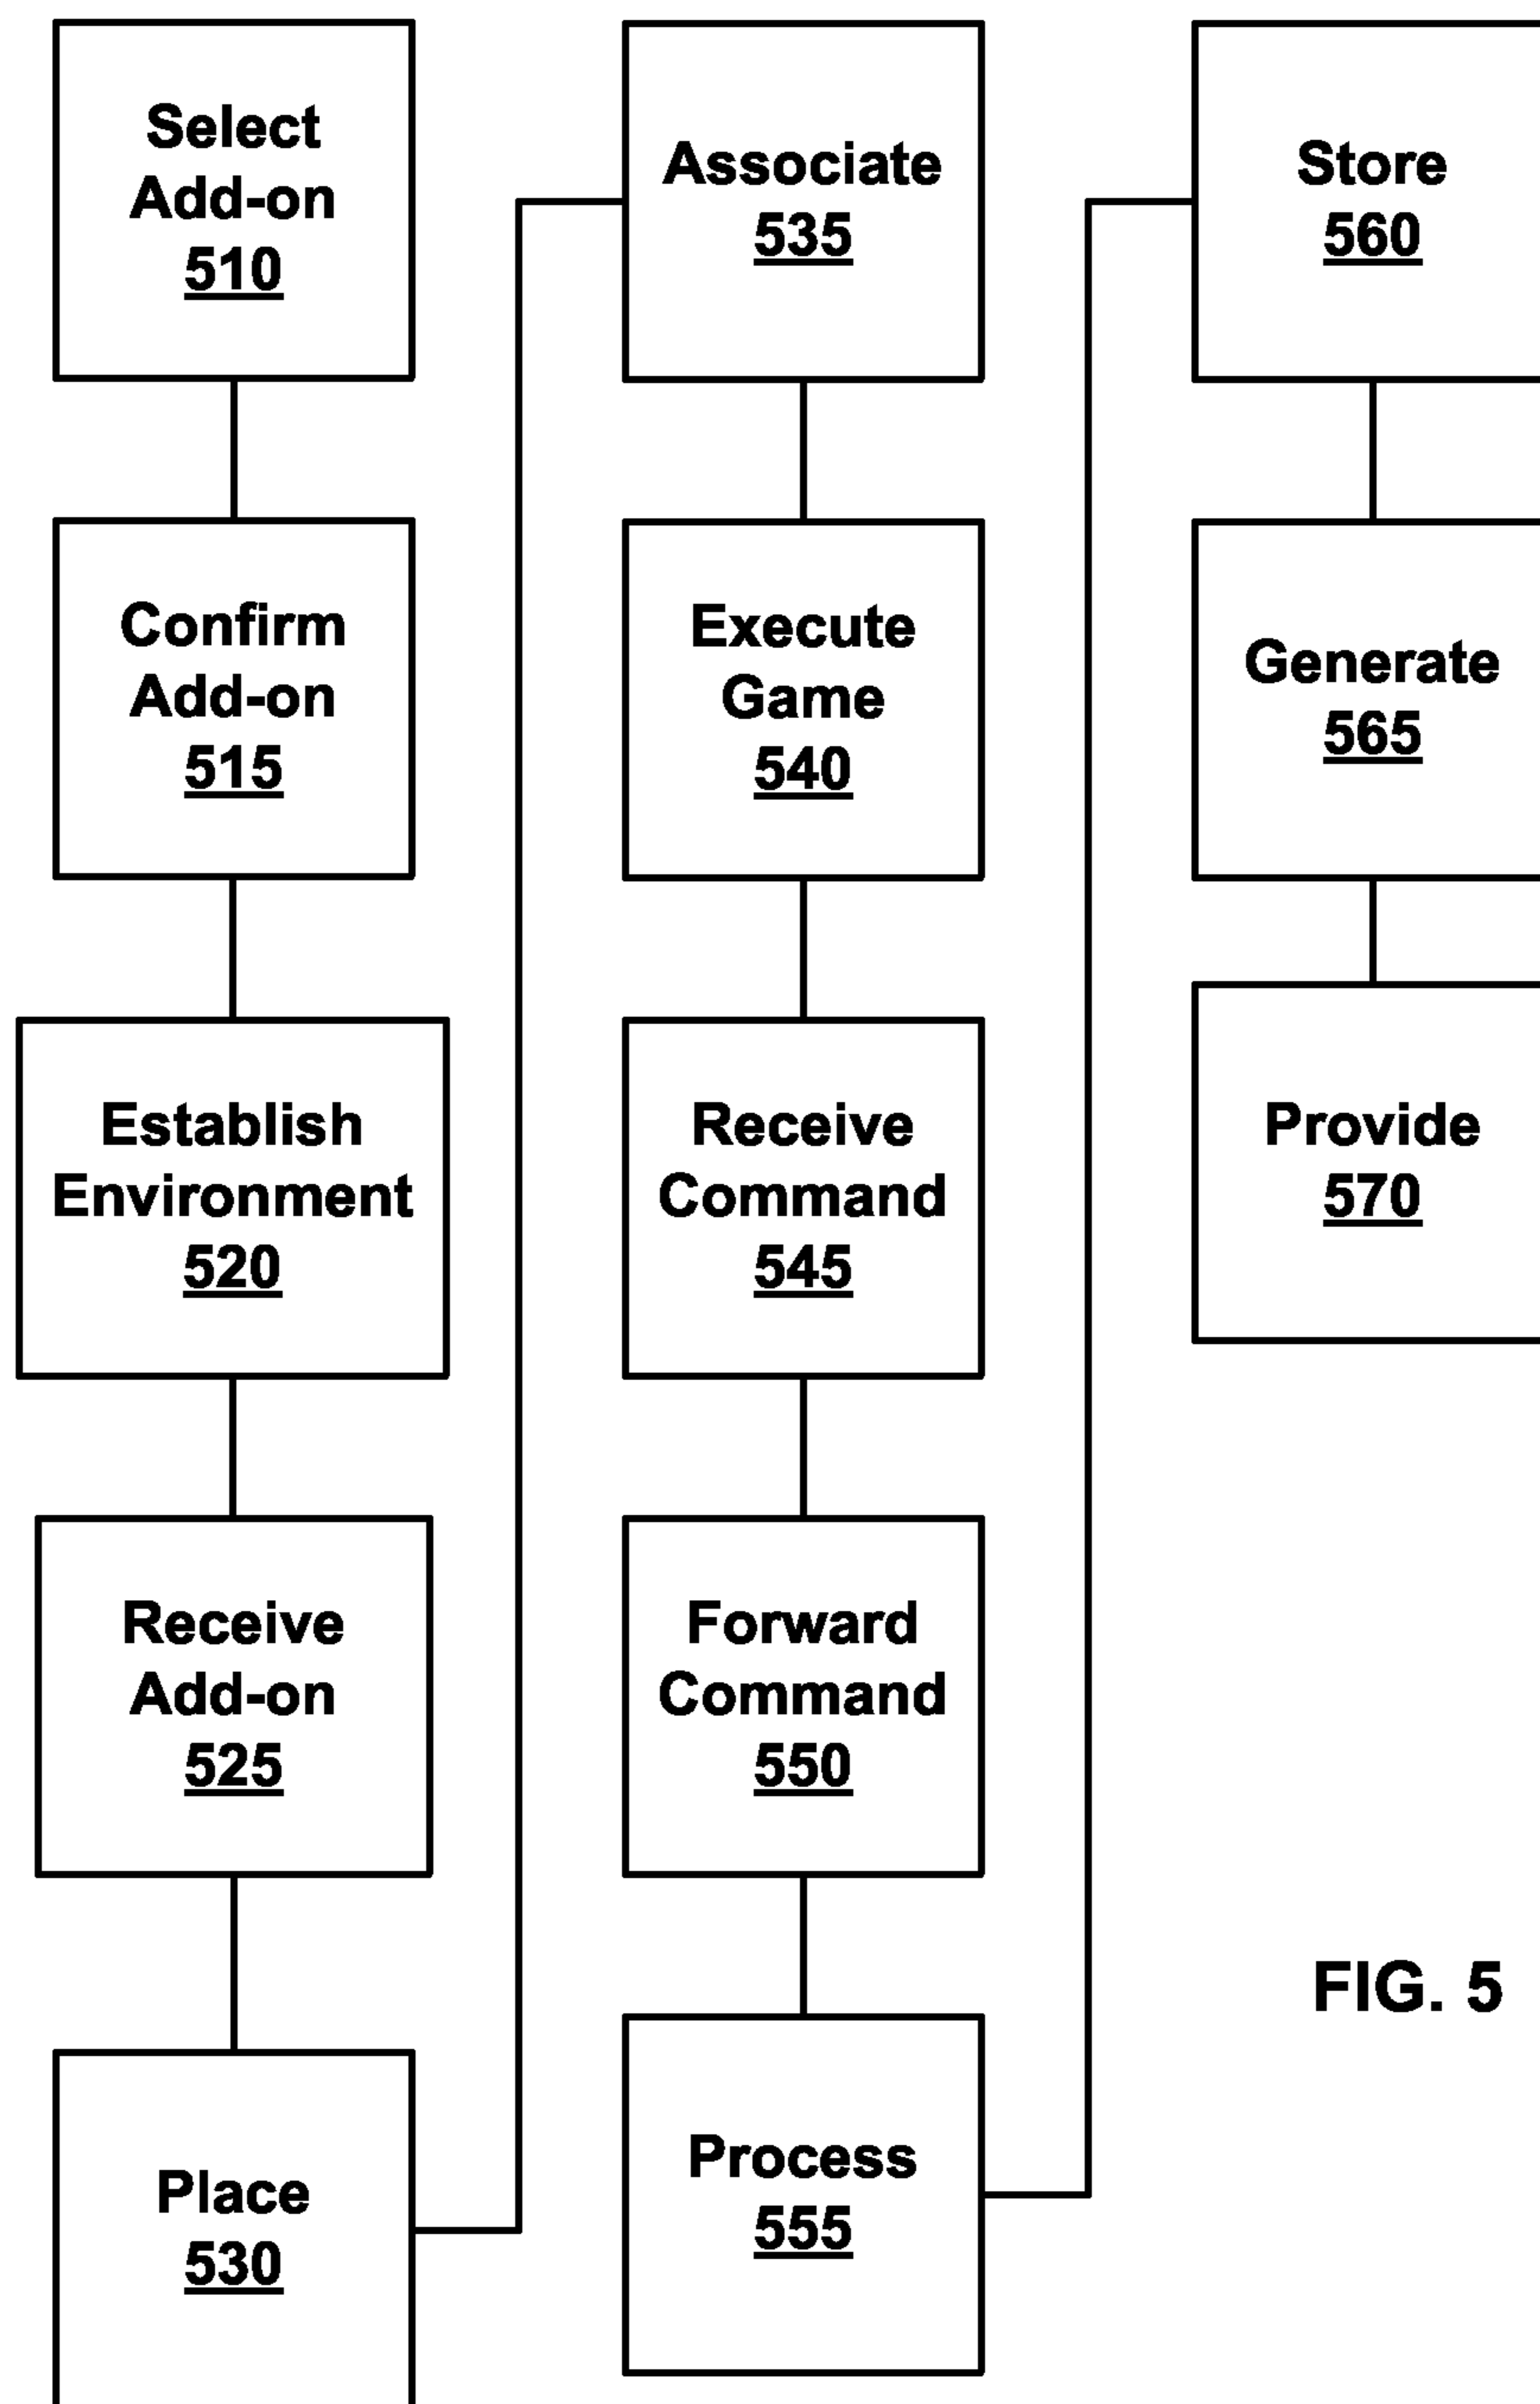 Select
Add-on
510
Confirm
Add-on
515
Establish
Environment
520
Receive
Add-on
525
Place
530
Associate
535
Execute
Game
540
Receive
Command
545
Forward
Command
550
Process
555
Store
560
Generate
565
Provide
570
FIG. 5